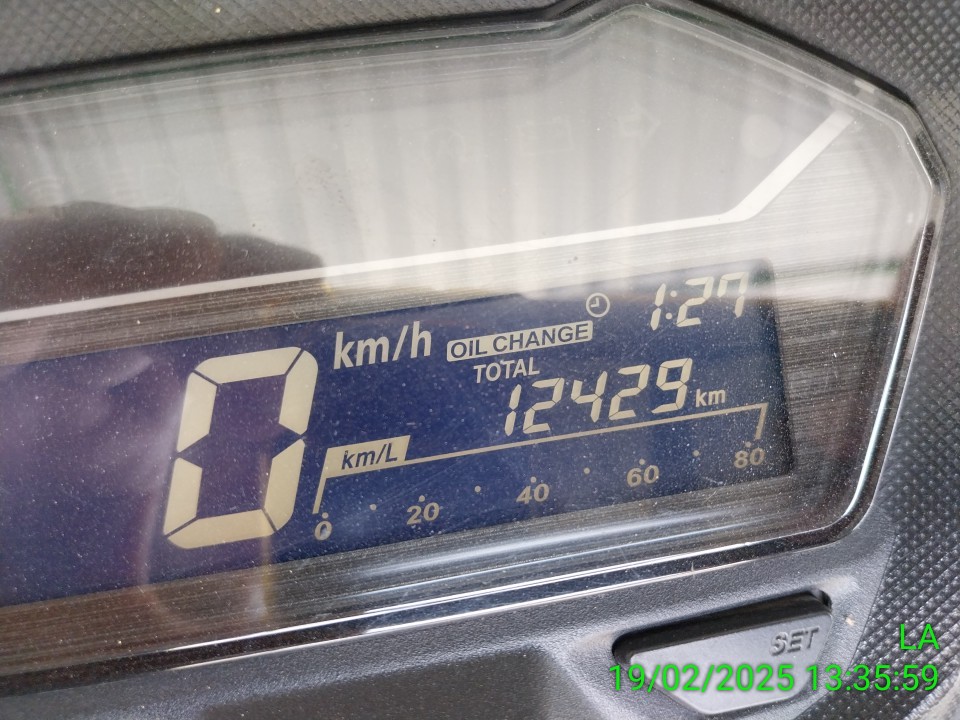 1:27
km/h OIL CHANGE
TOTAL
12429 km
0
km/L
0 20 40 60 80
SET
LA
19/02/2025 13:35:59